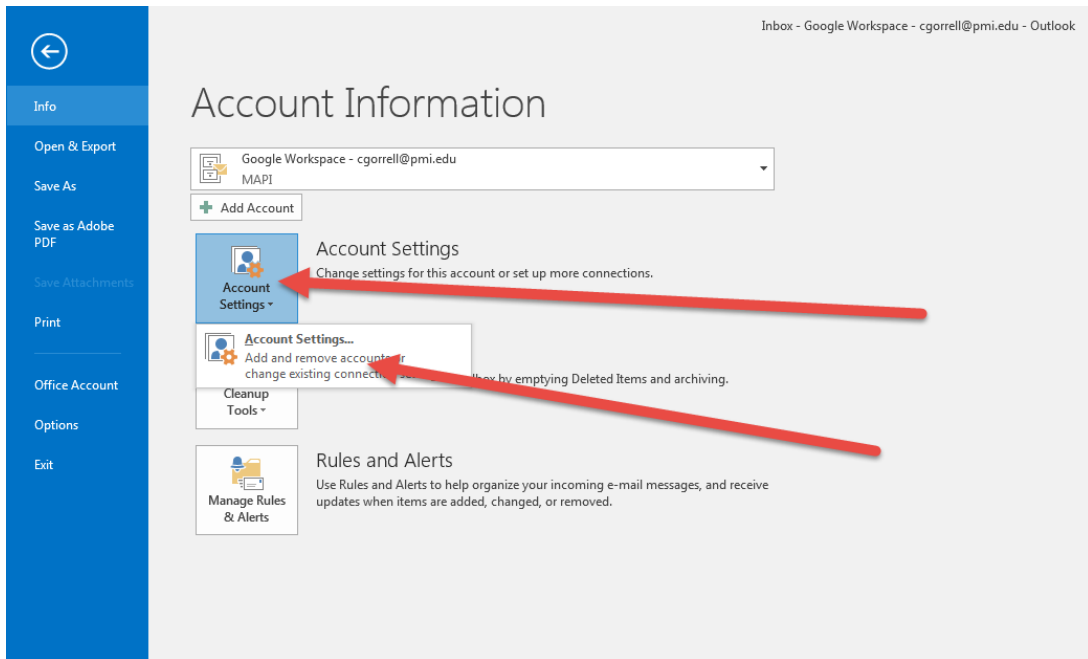 Inbox - Google Workspace - cgorrell@pmi.edu - Outlook
Info
Open & Export
Save As
Save as Adobe
PDF
Save Attachments
Print
Office Account
Options
Exit
Account Information
Google Workspace - cgorrell@pmi.edu
MAPI
Add Account
Account
Settings
Account Settings
Change settings for this account or set up more connections.
Account Settings...
Add and remove accounts or
change existing connection
by emptying Deleted Items and archiving.
Cleanup
Tools
Manage Rules
& Alerts
Rules and Alerts
Use Rules and Alerts to help organize your incoming e-mail messages, and receive
updates when items are added, changed, or removed.